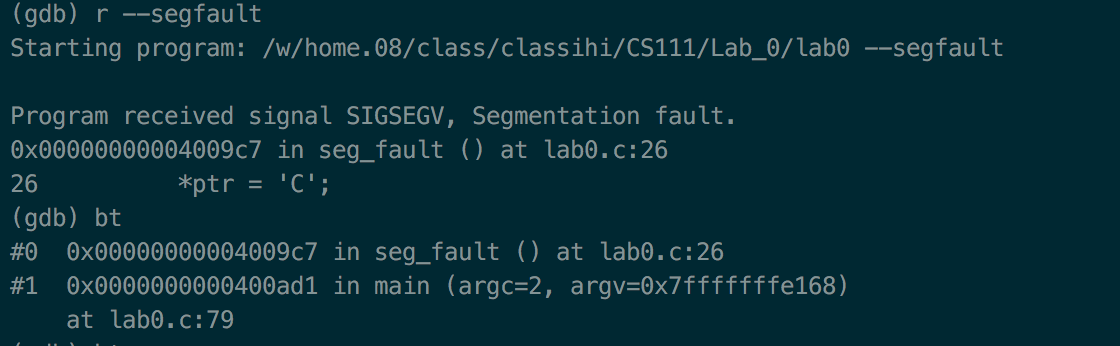 (gdb) r --segfault
Starting program: /w/home.08/class/classihi/CS111/Lab_0/lab0 --segfault
Program received signal SIGSEGV, Segmentation fault.
0x00000000004009c7 in seg_fault () at lab0.c:26
26          *ptr = 'C';
(gdb) bt
#0  0x00000000004009c7 in seg_fault () at lab0.c:26
#1  0x0000000000400ad1 in main (argc=2, argv=0x7fffffffe168)
    at lab0.c:79